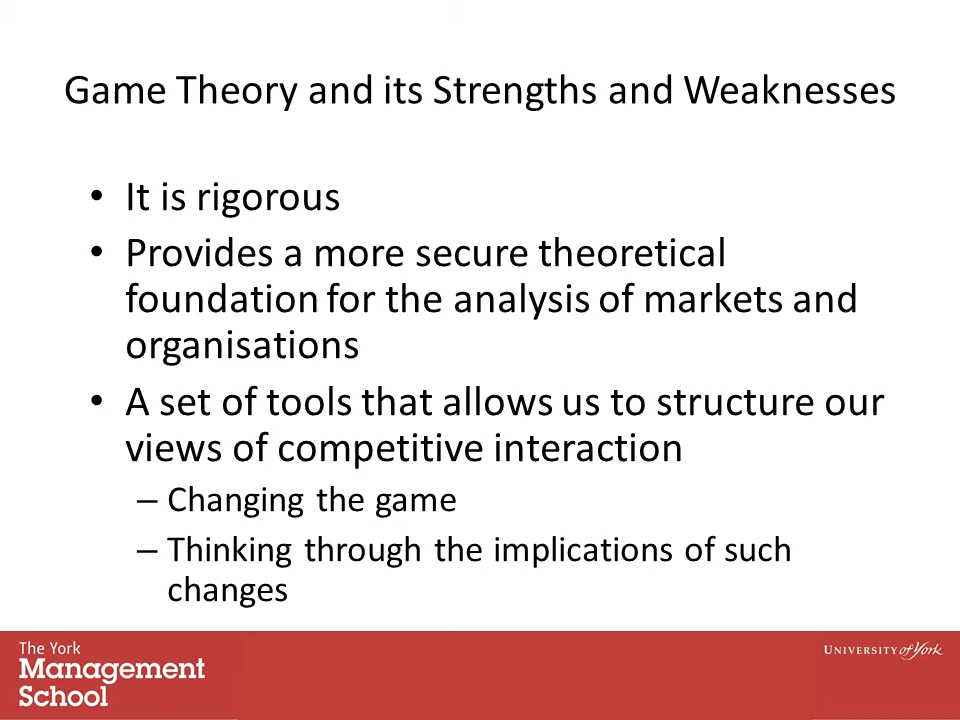 Game Theory and its Strengths and Weaknesses
• It is rigorous
• Provides a more secure theoretical
foundation for the analysis of markets and
organisations
• A set of tools that allows us to structure our
views of competitive interaction
– Changing the game
– Thinking through the implications of such
changes
The York
Management
School
UNIVERSITY of York